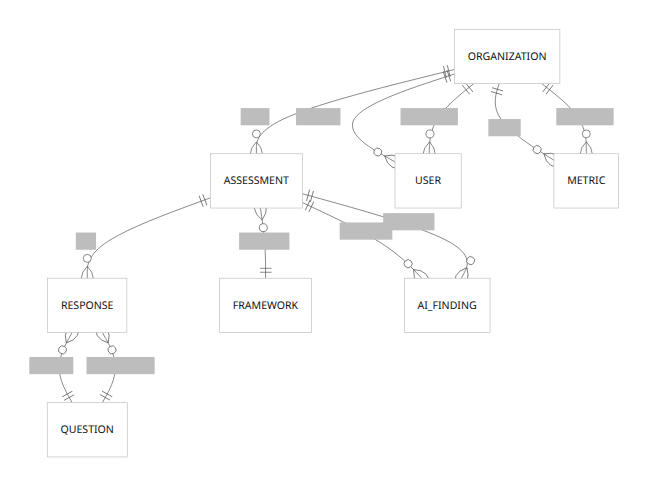 ORGANIZATION
ASSESSMENT
USER
METRIC
RESPONSE
FRAMEWORK
AI_FINDING
QUESTION